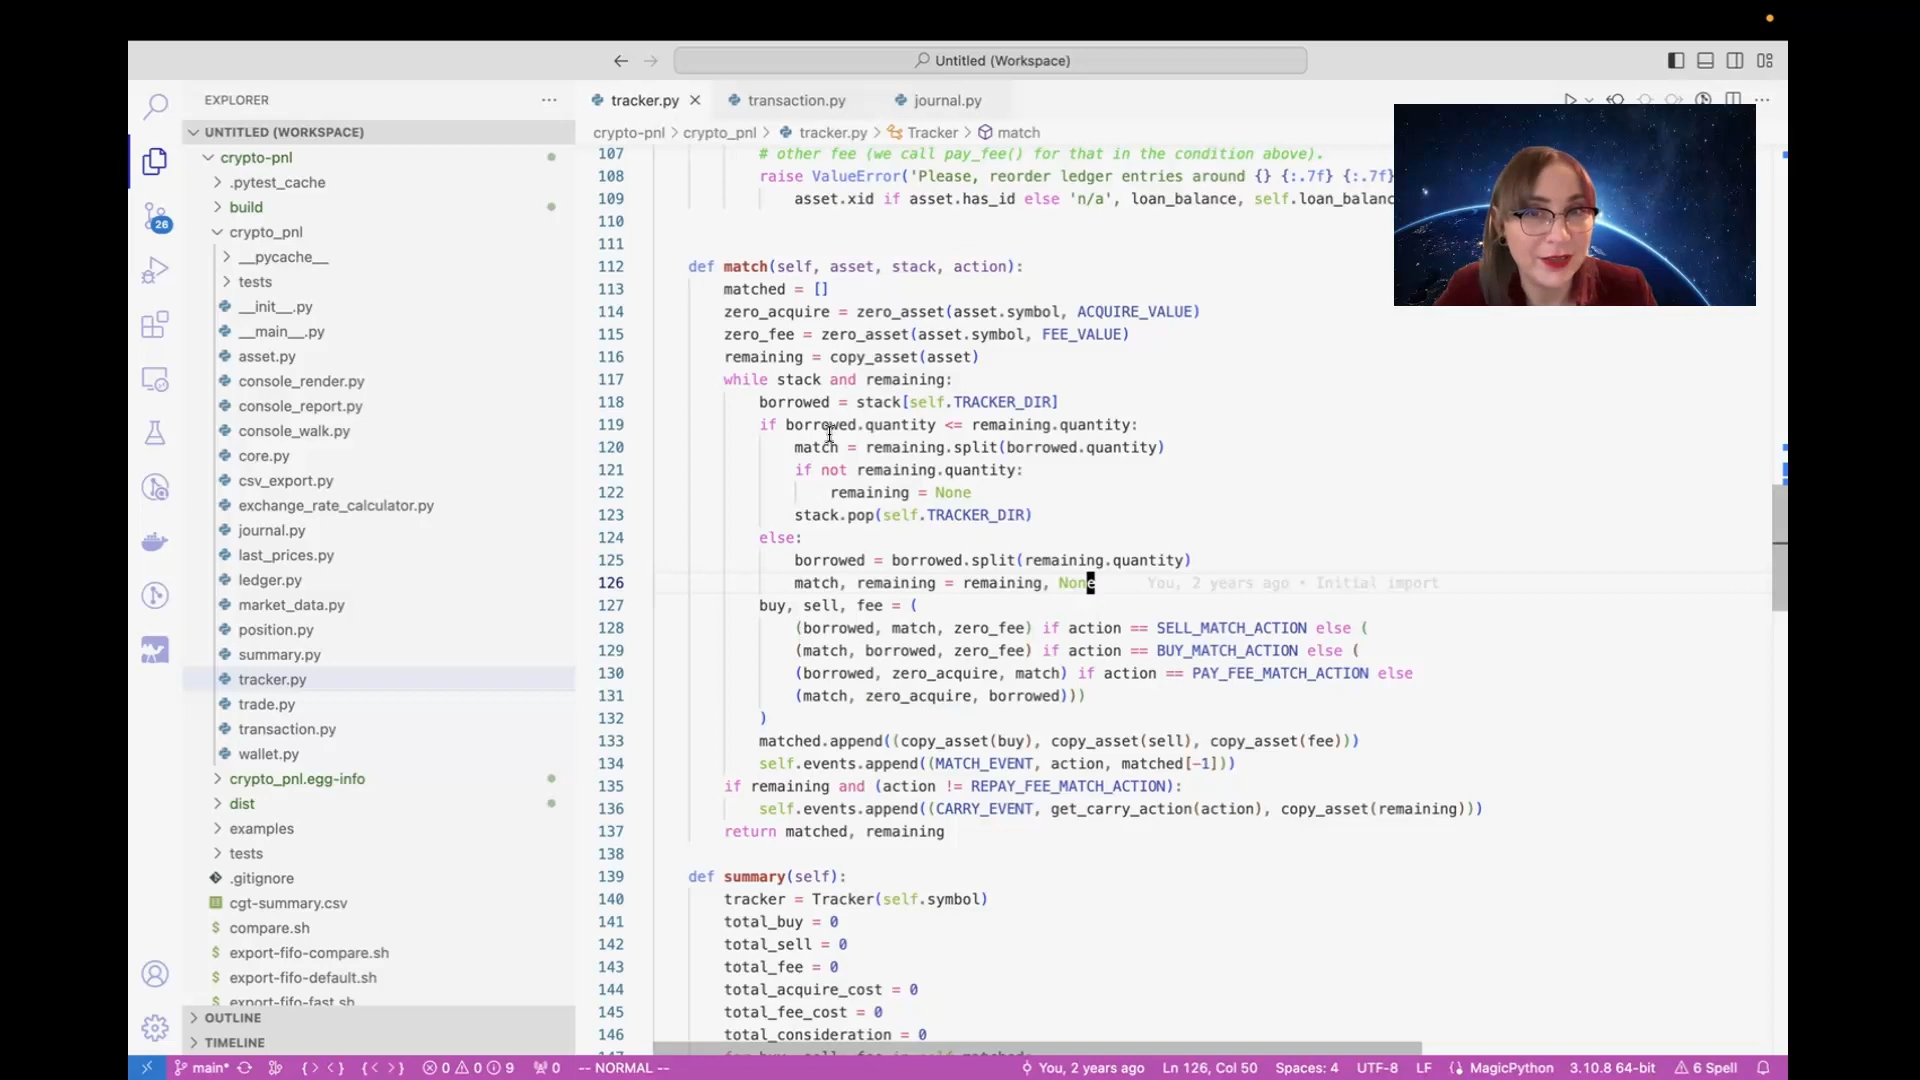 Untitled (Workspace)
EXPLORER
UNTITLED (WORKSPACE)
crypto-pnl
.pytest_cache
build
crypto_pnl
__pycache__
tests
__init__.py
__main__.py
asset.py
console_render.py
console_report.py
console_walk.py
core.py
csv_export.py
exchange_rate_calculator.py
journal.py
last_prices.py
ledger.py
market_data.py
position.py
summary.py
tracker.py
trade.py
transaction.py
wallet.py
crypto_pnl.egg-info
dist
examples
tests
.gitignore
cgt-summary.csv
compare.sh
export-fifo-compare.sh
export-fifo-default.sh
export-fifo-fast.sh
OUTLINE
TIMELINE
26
tracker.py
transaction.py
journal.py
crypto-pnl > crypto_pnl > tracker.py > Tracker > match
107 # other fee (we call pay_fee() for that in the condition above).
108 raise ValueError('Please, reorder ledger entries around {} {:.7f} {:.7f}
109 asset.xid if asset.has_id else 'n/a', loan_balance, self.loan_balanc
110
111
112 def match(self, asset, stack, action):
113 matched = []
114 zero_acquire = zero_asset(asset.symbol, ACQUIRE_VALUE)
115 zero_fee = zero_asset(asset.symbol, FEE_VALUE)
116 remaining = copy_asset(asset)
117 while stack and remaining:
118 borrowed = stack[self.TRACKER_DIR]
119 if borrowed.quantity <= remaining.quantity:
120 match = remaining.split(borrowed.quantity)
121 if not remaining.quantity:
122 remaining = None
123 stack.pop(self.TRACKER_DIR)
124 else:
125 borrowed = borrowed.split(remaining.quantity)
126 match, remaining = remaining, None You, 2 years ago • Initial import
127 buy, sell, fee = (
128 (borrowed, match, zero_fee) if action == SELL_MATCH_ACTION else (
129 (match, borrowed, zero_fee) if action == BUY_MATCH_ACTION else (
130 (borrowed, zero_acquire, match) if action == PAY_FEE_MATCH_ACTION else
131 (match, zero_acquire, borrowed)))
132 )
133 matched.append((copy_asset(buy), copy_asset(sell), copy_asset(fee)))
134 self.events.append((MATCH_EVENT, action, matched[-1]))
135 if remaining and (action != REPAY_FEE_MATCH_ACTION):
136 self.events.append((CARRY_EVENT, get_carry_action(action), copy_asset(remaining)))
137 return matched, remaining
138
139 def summary(self):
140 tracker = Tracker(self.symbol)
141 total_buy = 0
142 total_sell = 0
143 total_fee = 0
144 total_acquire_cost = 0
145 total_fee_cost = 0
146 total_consideration = 0
main* 0 0 9 0 -- NORMAL -- You, 2 years ago Ln 126, Col 50 Spaces: 4 UTF-8 LF MagicPython 3.10.8 64-bit 6 Spell